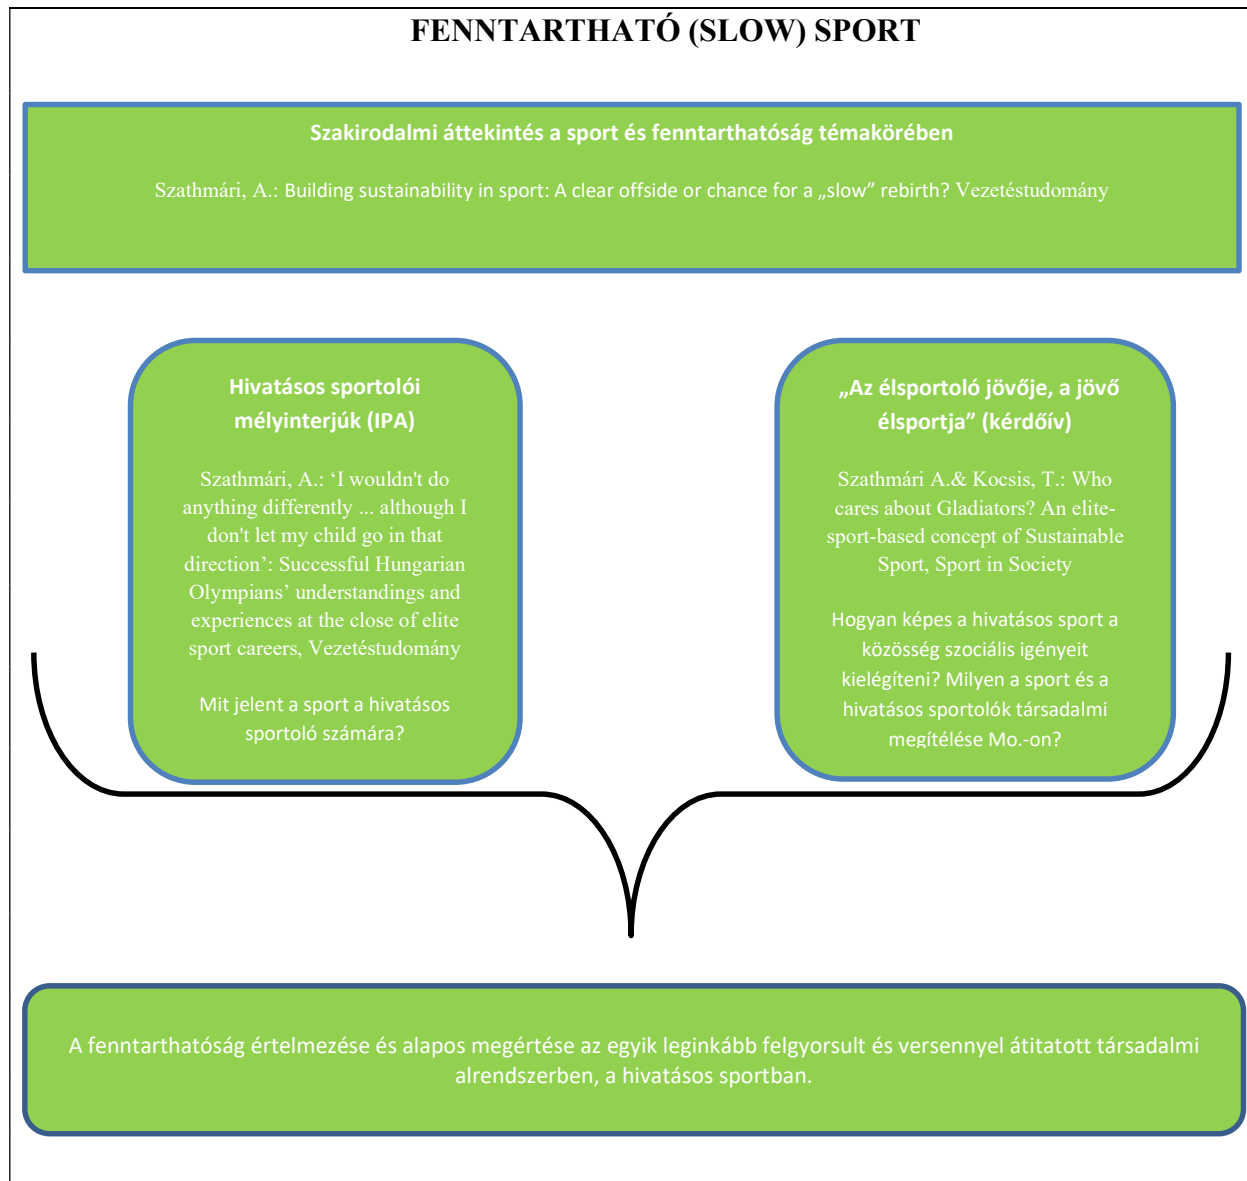 FENNTARTHATÓ (SLOW) SPORT
Szakirodalmi áttekintés a sport és fenntarthatóság témakörében
Szathmári, A.: Building sustainability in sport: A clear offside or chance for a „slow” rebirth? Vezetéstudomány
Hivatásos sportolói
mélyinterjúk (IPA)
Szathmári, A.: ‘I wouldn't do
anything differently ... although I
don't let my child go in that
direction’: Successful Hungarian
Olympians’ understandings and
experiences at the close of elite
sport careers, Vezetéstudomány
Mit jelent a sport a hivatásos
sportoló számára?
„Az élsportoló jövője, a jövő
élsportja” (kérdőív)
Szathmári A.& Kocsis, T.: Who
cares about Gladiators? An elite-
sport-based concept of Sustainable
Sport, Sport in Society
Hogyan képes a hivatásos sport a
közösség szociális igényeit
kielégíteni? Milyen a sport és a
hivatásos sportolók társadalmi
megítélése Mo.-on?
A fenntarthatóság értelmezése és alapos megértése az egyik leginkább felgyorsult és versennyel átitatott társadalmi
alrendszerben, a hivatásos sportban.